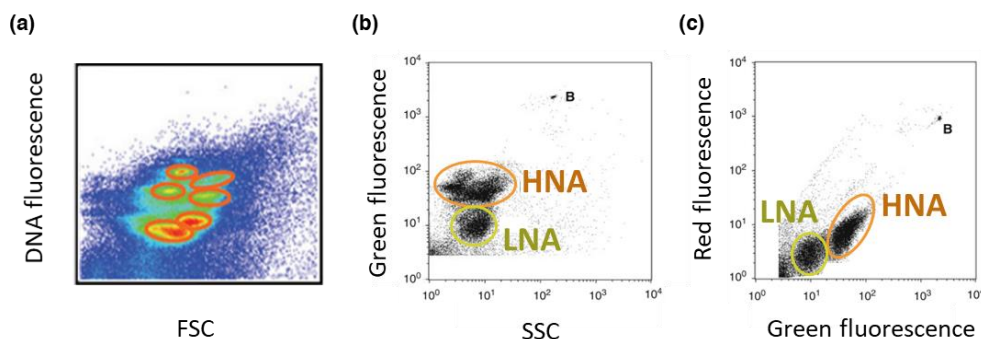 (a)
DNA fluorescence
FSC
(b)
Green fluorescence
10⁴
10³
10²
10¹
10⁰
B
HNA
LNA
10⁰
10¹
10²
10³
10⁴
SSC
(c)
Red fluorescence
10⁴
10³
10²
10¹
10⁰
B
LNA
HNA
10⁰
10¹
10²
10³
10⁴
Green fluorescence